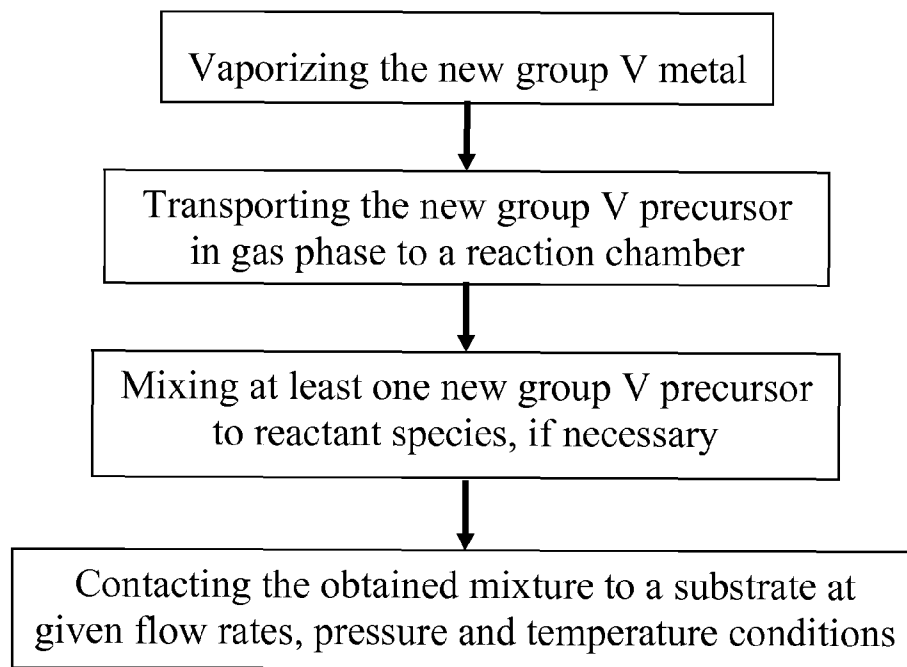 Vaporizing the new group V metal
Transporting the new group V precursor
in gas phase to a reaction chamber
Mixing at least one new group V precursor
to reactant species, if necessary
Contacting the obtained mixture to a substrate at
given flow rates, pressure and temperature conditions